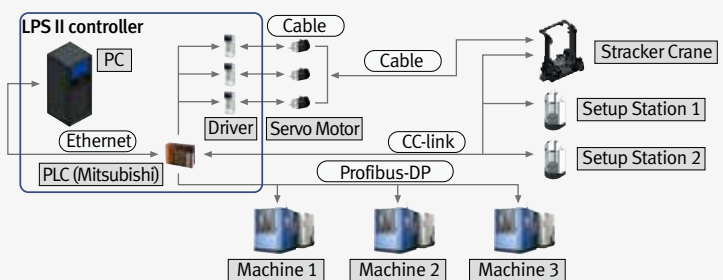 LPS II controller
PC
Cable
Cable
Stracker Crane
Ethernet
Driver
Servo Motor
Setup Station 1
CC-link
Setup Station 2
PLC (Mitsubishi)
Profibus-DP
Machine 1
Machine 2
Machine 3